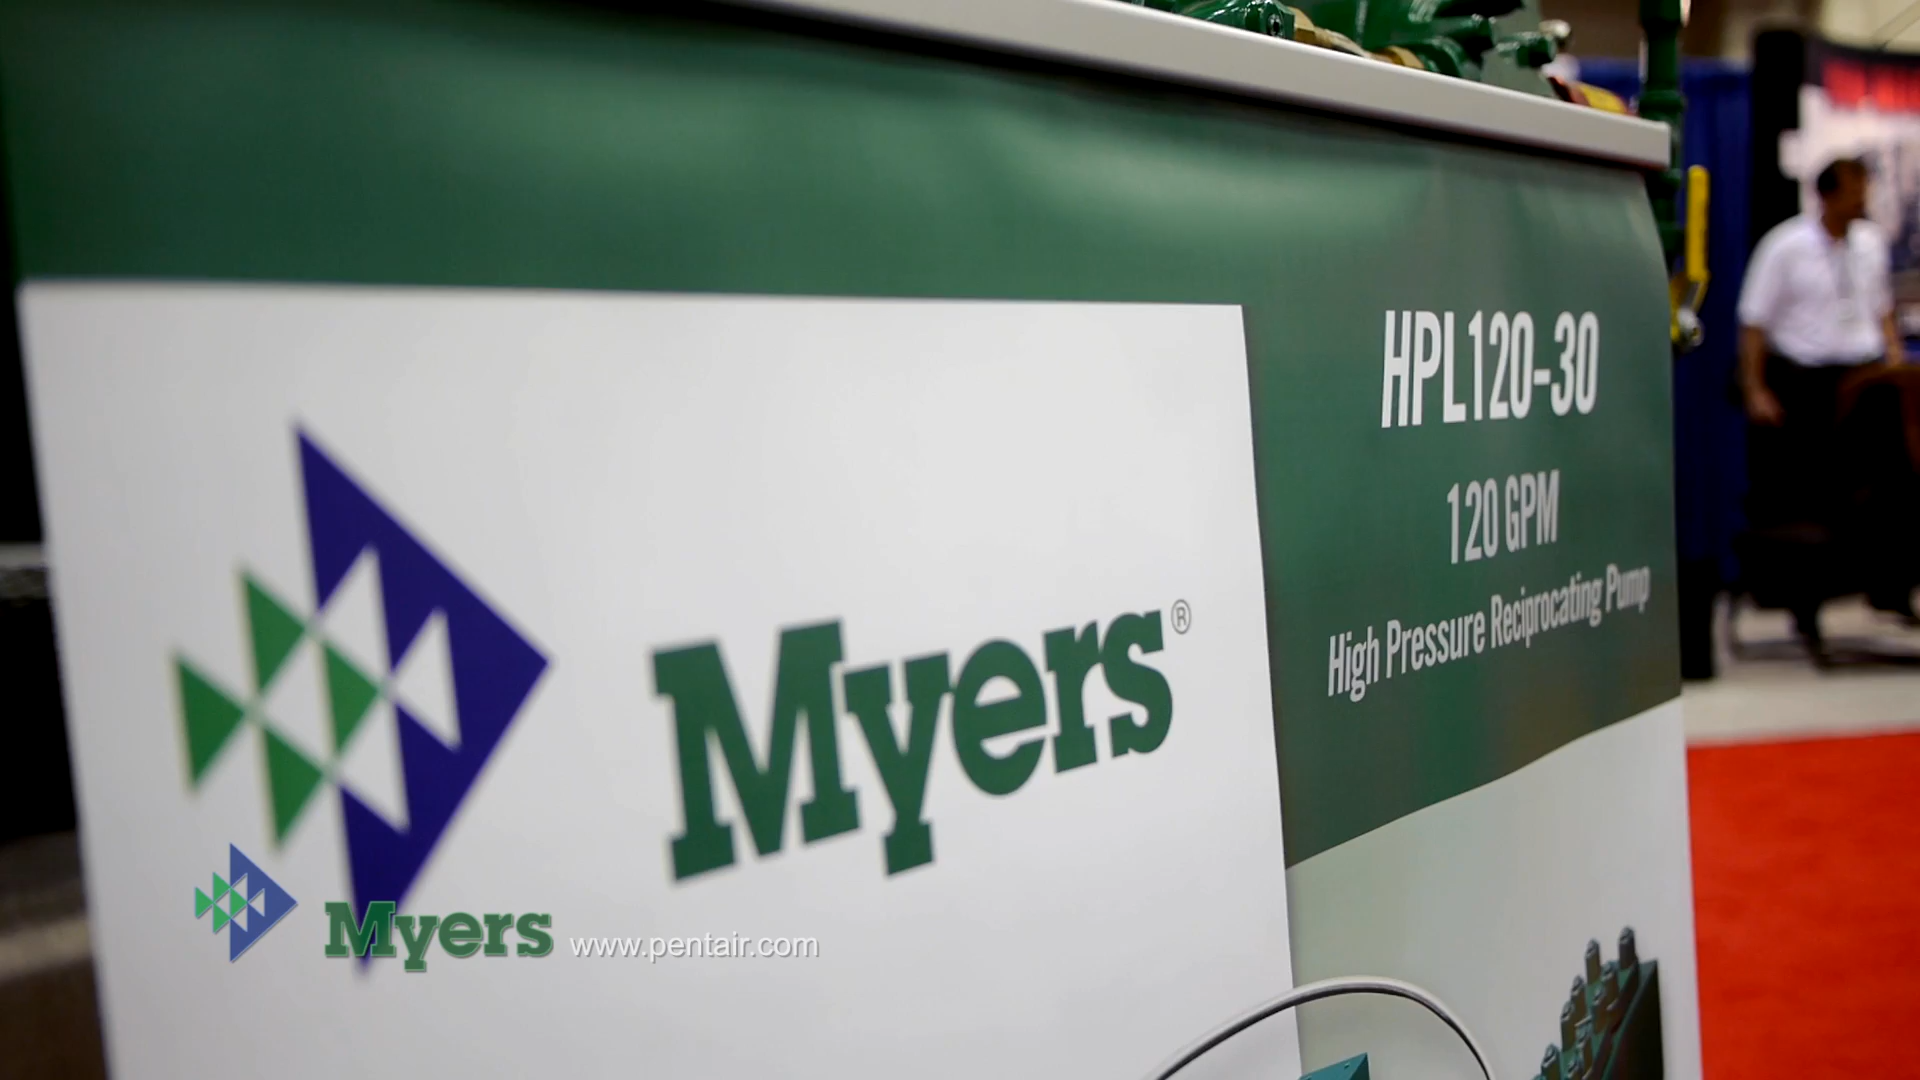 HPL120-30
120 GPM
High Pressure Reciprocating Pump
Myers®
Myers www.pentair.com